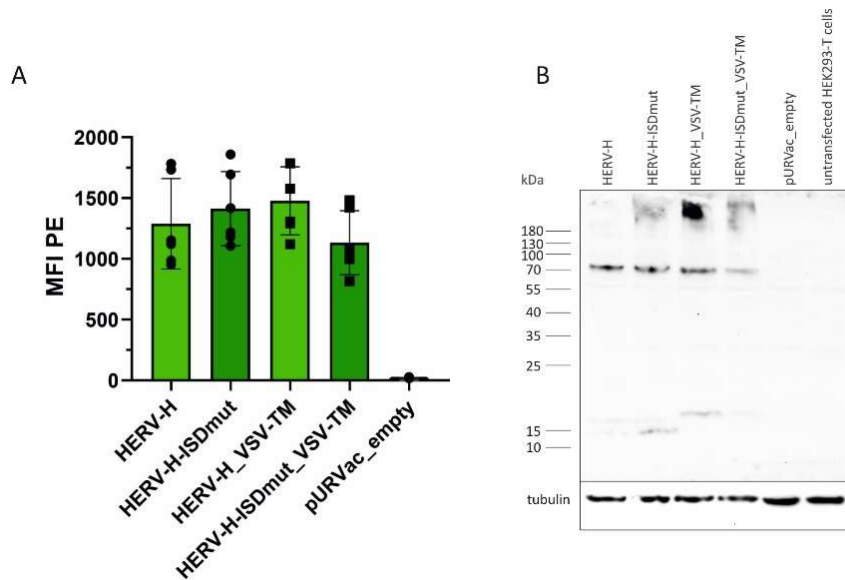 A
MFI PE
2000
1500
1000
500
0
HERV-H
HERV-H-ISDmut
HERV-H_VSV-TM
HERV-H-ISDmut_VSV-TM
pURVac_empty
B
HERV-H
HERV-H-ISDmut
HERV-H_VSV-TM
HERV-H-ISDmut_VSV-TM
pURVac_empty
untransfected HEK293-T cells
kDa
180
130
100
70
55
40
35
25
15
10
tubulin